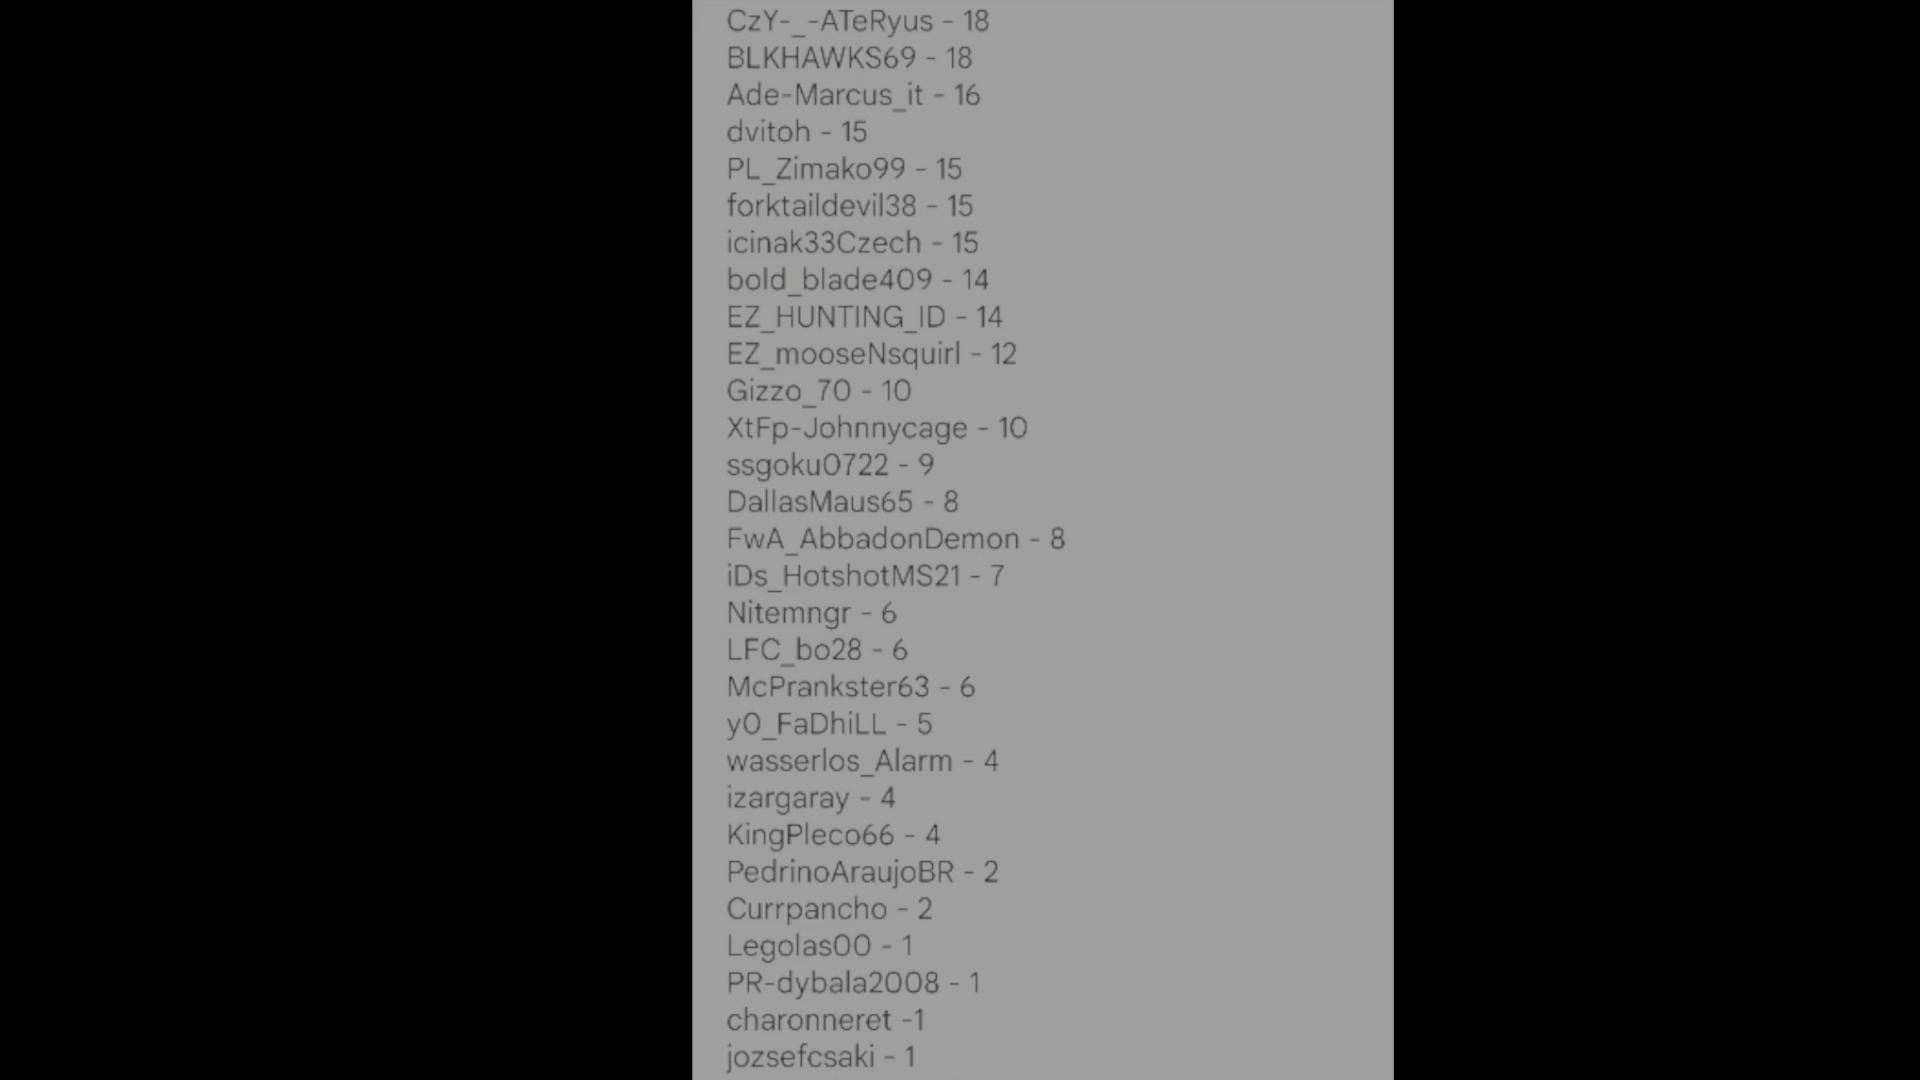 CzY-_-ATeRyus - 18
BLKHAWKS69 - 18
Ade-Marcus_it - 16
dvitoh - 15
PL_Zimako99 - 15
forktaildevil38 - 15
icinak33Czech - 15
bold_blade409 - 14
EZ_HUNTING_ID - 14
EZ_mooseNsquirl - 12
Gizzo_70 - 10
XtFp-Johnnycage - 10
ssgoku0722 - 9
DallasMaus65 - 8
FwA_AbbadonDemon - 8
iDs_HotshotMS21 - 7
Nitemngr - 6
LFC_bo28 - 6
McPrankster63 - 6
y0_FaDhiLL - 5
wasserlos_Alarm - 4
izargaray - 4
KingPleco66 - 4
PedrinoAraujoBR - 2
Currpancho - 2
Legolas00 - 1
PR-dybala2008 - 1
charonneret -1
jozsefcsaki - 1